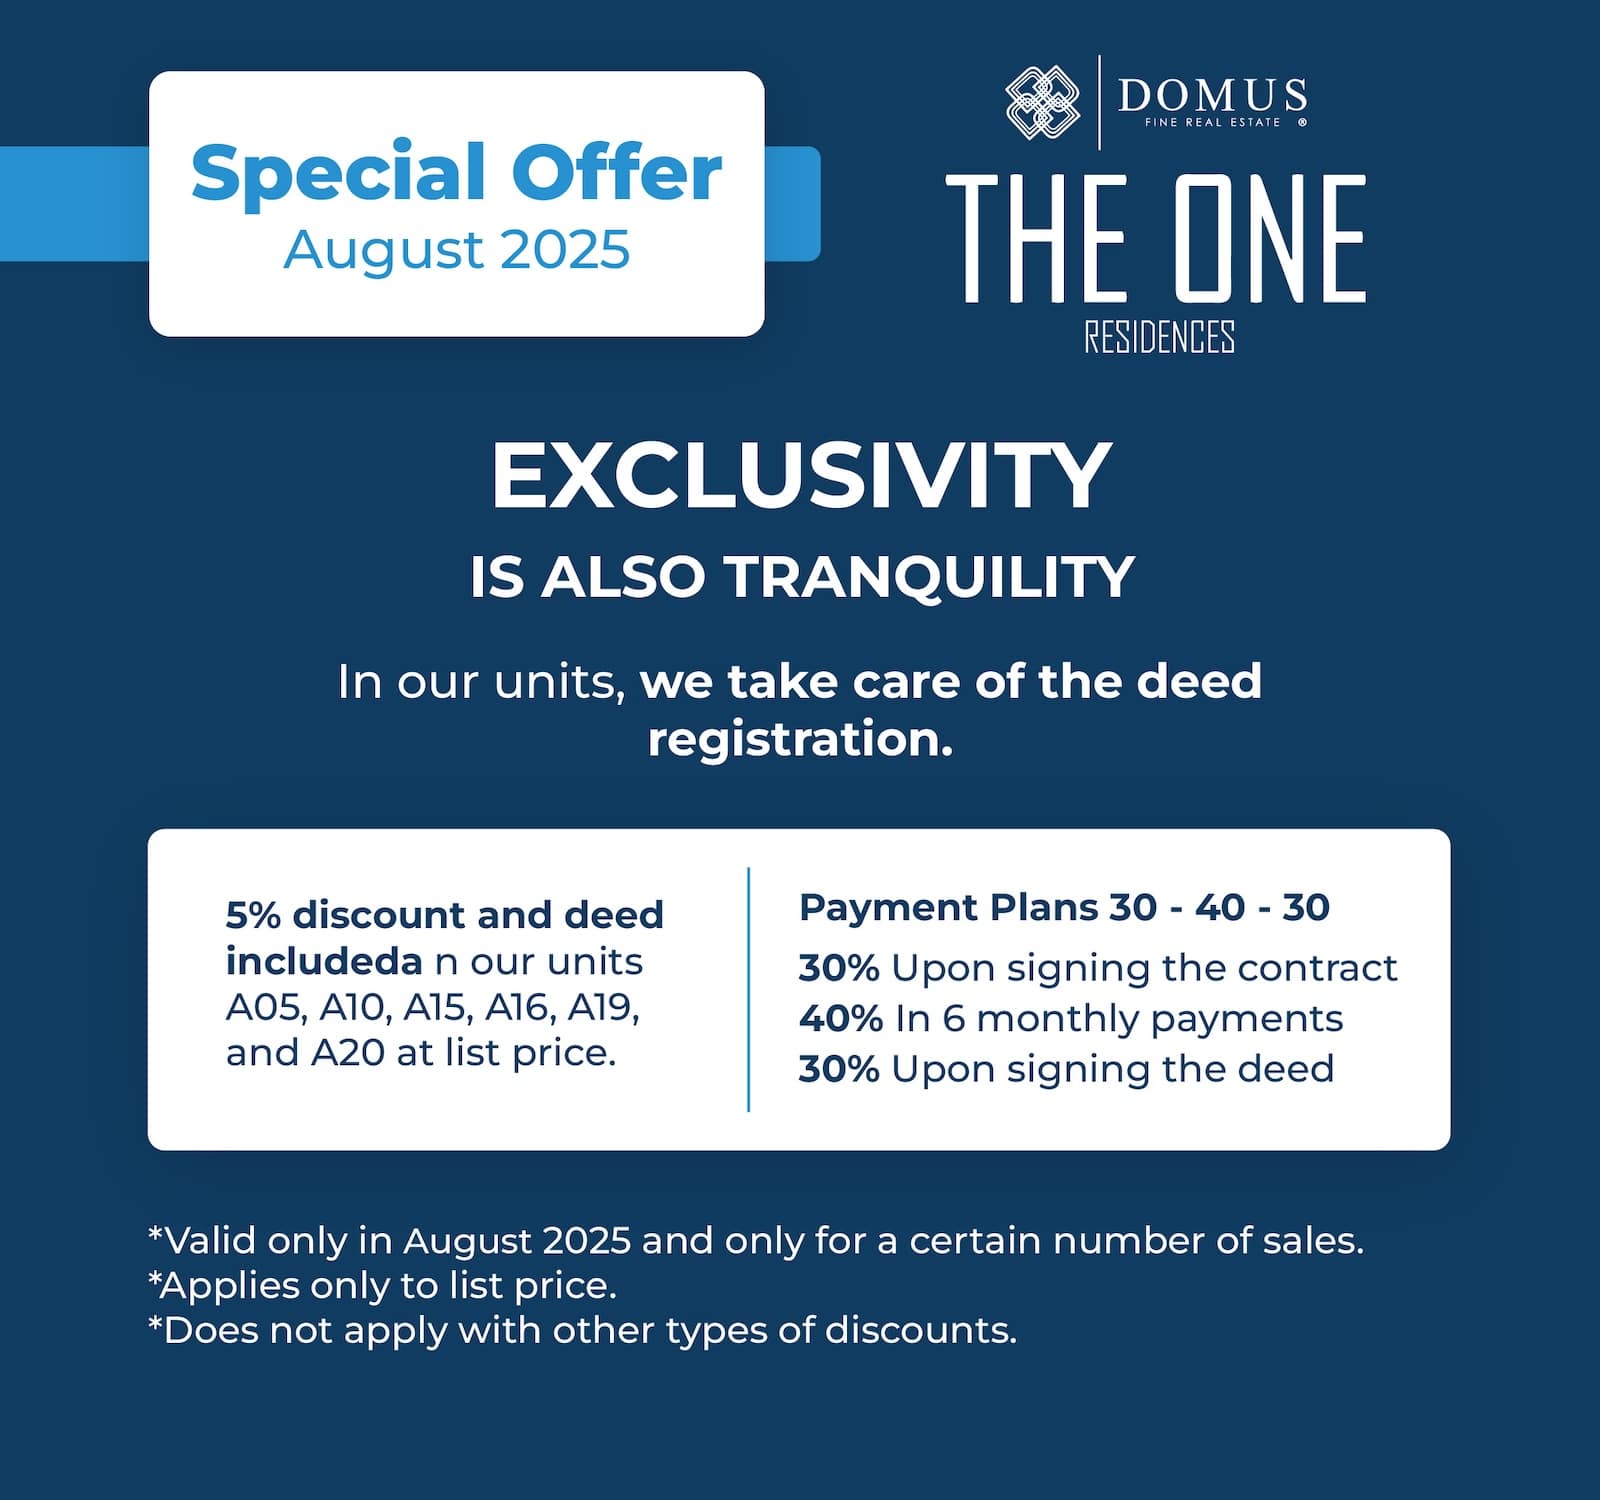 Special Offer
August 2025
DOMUS
FINE REAL ESTATE ®
THE ONE
RESIDENCES
EXCLUSIVITY
IS ALSO TRANQUILITY
In our units, we take care of the deed
registration.
5% discount and deed
includeda n our units
A05, A10, A15, A16, A19,
and A20 at list price.
Payment Plans 30 - 40 - 30
30% Upon signing the contract
40% In 6 monthly payments
30% Upon signing the deed
*Valid only in August 2025 and only for a certain number of sales.
*Applies only to list price.
*Does not apply with other types of discounts.